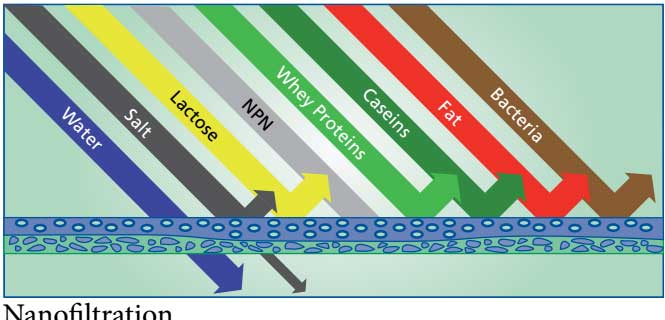 Water
Salt
Lactose
NPN
Whey Proteins
Caseins
Fat
Bacteria
Nanofiltration